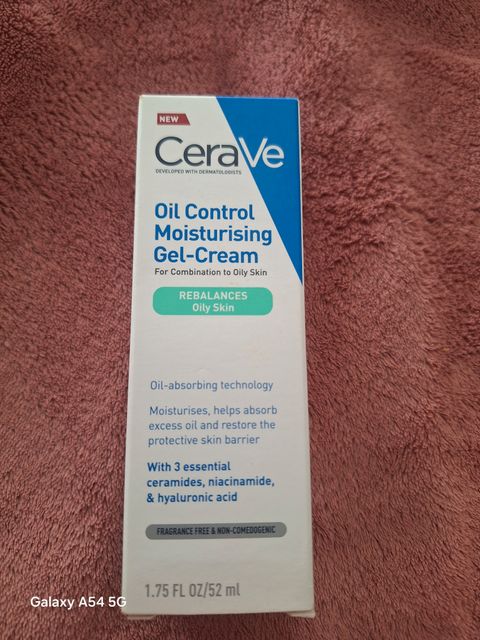 NEW
CeraVe
DEVELOPED WITH DERMATOLOGISTS
Oil Control
Moisturising
Gel-Cream
For Combination to Oily Skin
REBALANCES
Oily Skin
Oil-absorbing technology
Moisturises, helps absorb
excess oil and restore the
protective skin barrier
With 3 essential
ceramides, niacinamide,
& hyaluronic acid
FRAGRANCE FREE & NON-COMEDOGENIC
1.75 FL OZ/52 ml
Galaxy A54 5G